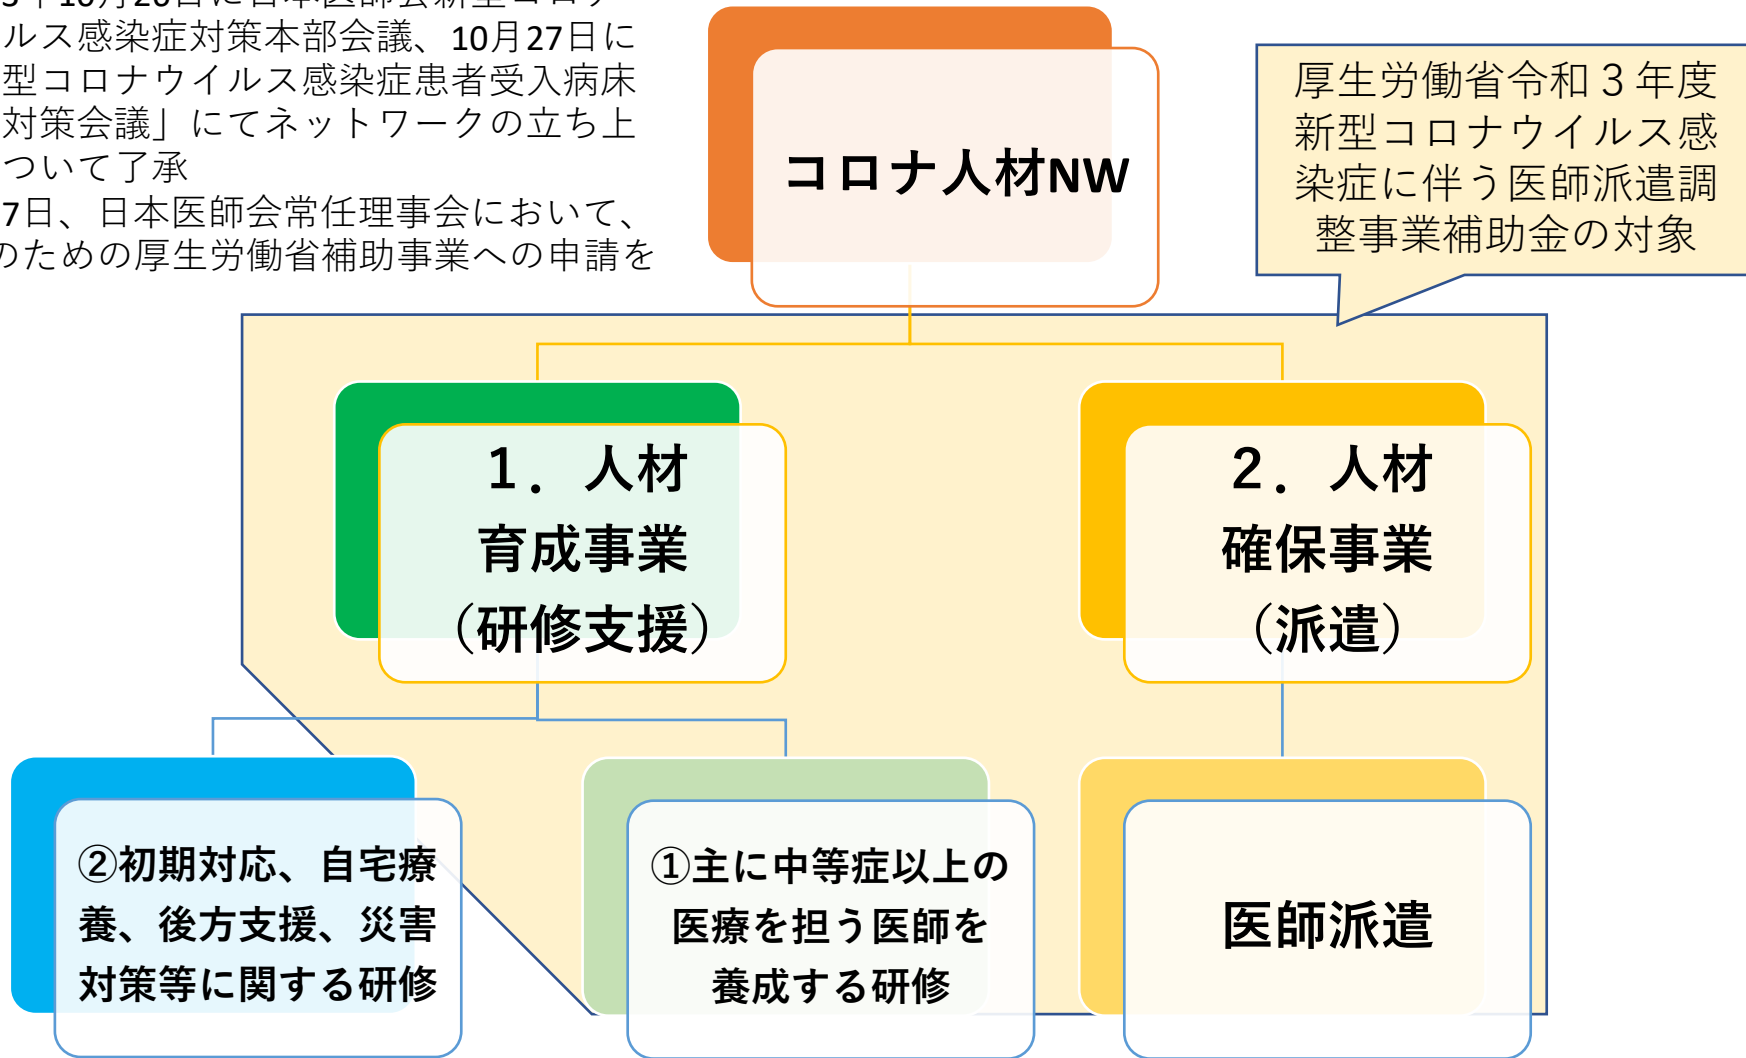 ルス感染症対策本部会議、10月27日に
型コロナウイルス感染症患者受入病床
対策会議」にてネットワークの立ち上
ついて了承
7日、日本医師会常任理事会において、
のための厚生労働省補助事業への申請を
コロナ人材NW
厚生労働省令和３年度
新型コロナウイルス感
染症に伴う医師派遣調
整事業補助金の対象
１．人材
育成事業
（研修支援）
２．人材
確保事業
（派遣）
②初期対応、自宅療
養、後方支援、災害
対策等に関する研修
①主に中等症以上の
医療を担う医師を
養成する研修
医師派遣